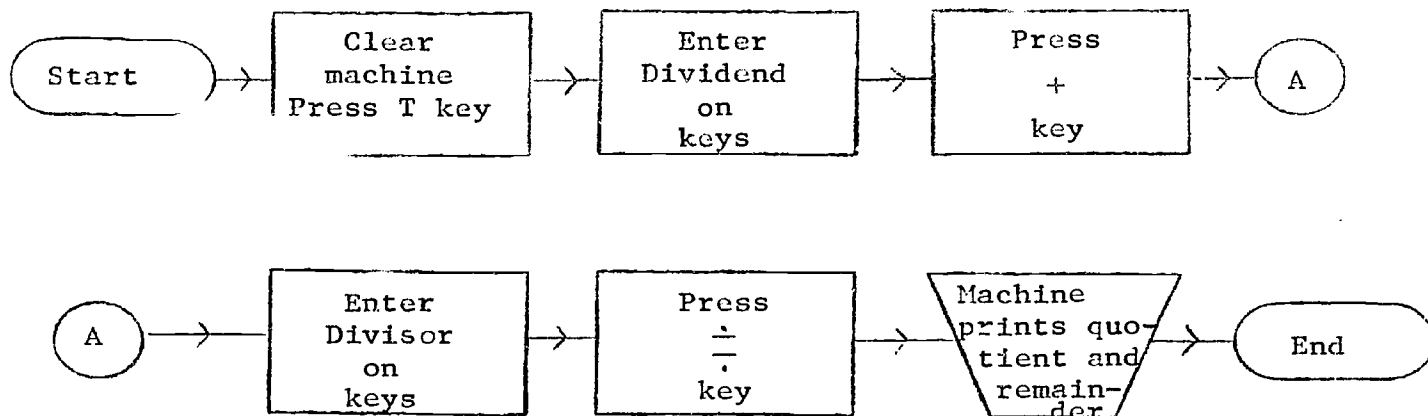 Start
Clear
machine
Press T key
Enter
Dividend
on
keys
Press
+
key
A
A
Enter
Divisor
on
keys
Press
÷
key
Machine
prints quo-
tient and
remain-
der
End